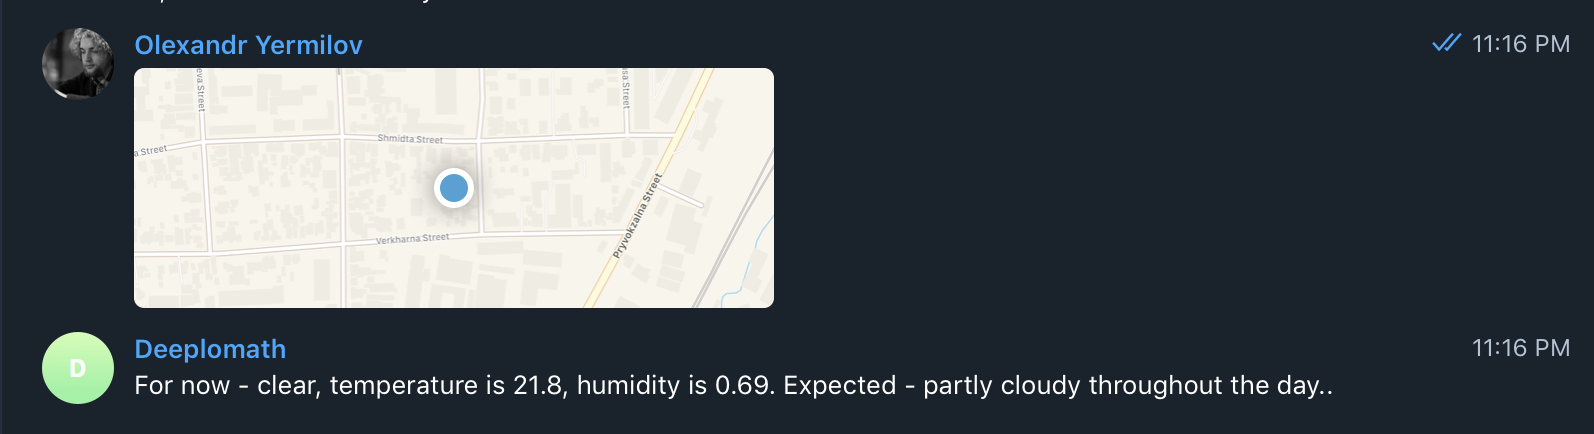 Olexandr Yermilov
11:16 PM
eva Street
sa Street
Shmidta Street
a Street
Pryvokzalna Street
Verkharna Street
D
Deeplomath
11:16 PM
For now - clear, temperature is 21.8, humidity is 0.69. Expected - partly cloudy throughout the day..